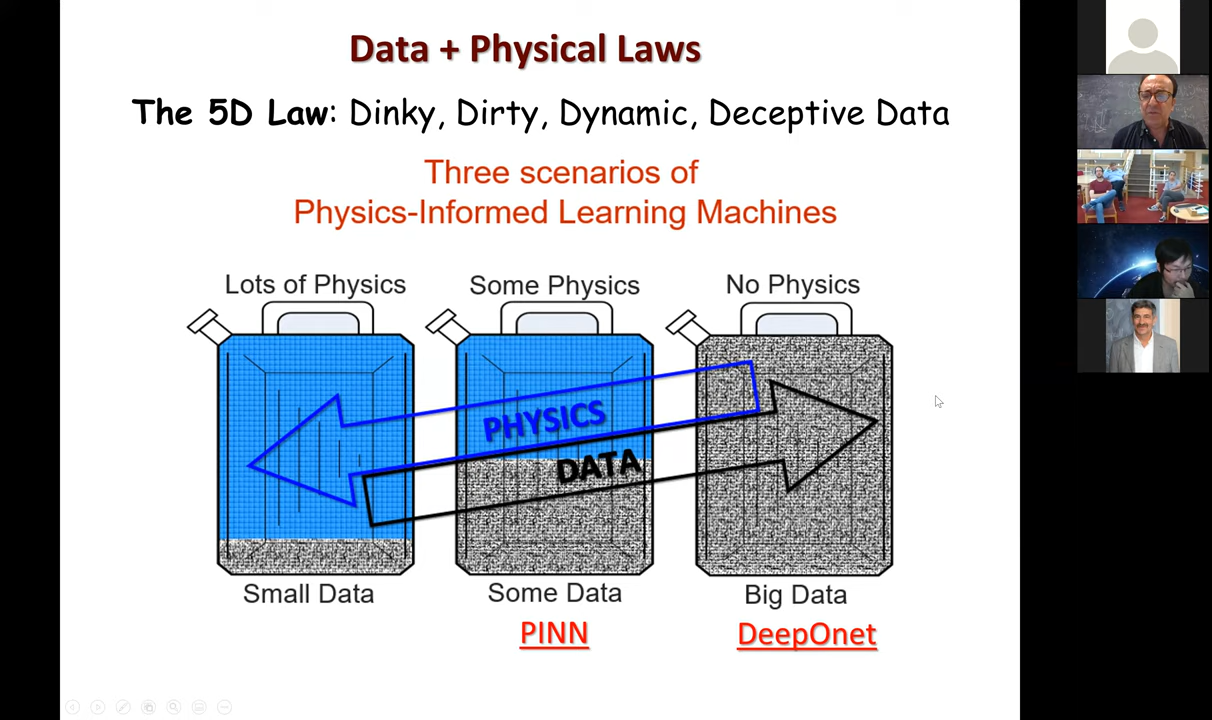 Data + Physical Laws
The 5D Law: Dinky, Dirty, Dynamic, Deceptive Data
Three scenarios of
Physics-Informed Learning Machines
Lots of Physics
Some Physics
No Physics
PHYSICS
DATA
Small Data
Some Data
Big Data
PINN
DeepOnet